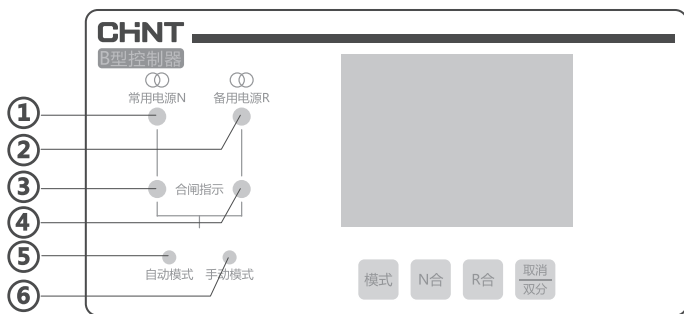 CHNT
B型控制器
常用电源N 备用电源R
①
②
③ 合闸指示
④
⑤
自动模式 手动模式
⑥
模式 N合 R合 取消
双分